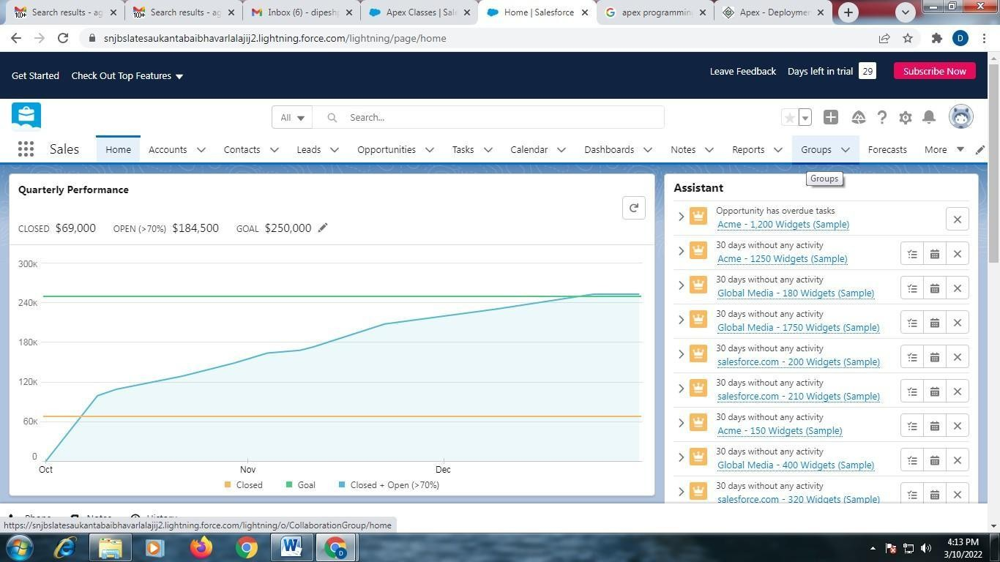 Search results - ag
Search results - ag
Inbox (6) - dipeshp
Apex Classes | Sale
Home | Salesforce
apex programmin
Apex - Deploymen
snjbslatesaukantabaibhavarlalajij2.lightning.force.com/lightning/page/home
D
Get Started Check Out Top Features
Leave Feedback Days left in trial 29 Subscribe Now
All Search...
Sales Home Accounts Contacts Leads Opportunities Tasks Calendar Dashboards Notes Reports Groups Forecasts More
Groups
Quarterly Performance
CLOSED $69,000 OPEN (>70%) $184,500 GOAL $250,000
300K
240K
180K
120K
60K
0
Oct Nov Dec
Closed Goal Closed + Open (>70%)
Assistant
Opportunity has overdue tasks
Acme - 1,200 Widgets (Sample)
30 days without any activity
Acme - 1250 Widgets (Sample)
30 days without any activity
Global Media - 180 Widgets (Sample)
30 days without any activity
Global Media - 1750 Widgets (Sample)
30 days without any activity
salesforce.com - 200 Widgets (Sample)
30 days without any activity
salesforce.com - 210 Widgets (Sample)
30 days without any activity
Acme - 150 Widgets (Sample)
30 days without any activity
Global Media - 400 Widgets (Sample)
30 days without any activity
salesforce.com - 320 Widgets (Sample)
Phone Notes History
https://snjbslatesaukantabaibhavarlalajij2.lightning.force.com/lightning/o/CollaborationGroup/home
4:13 PM
3/10/2022